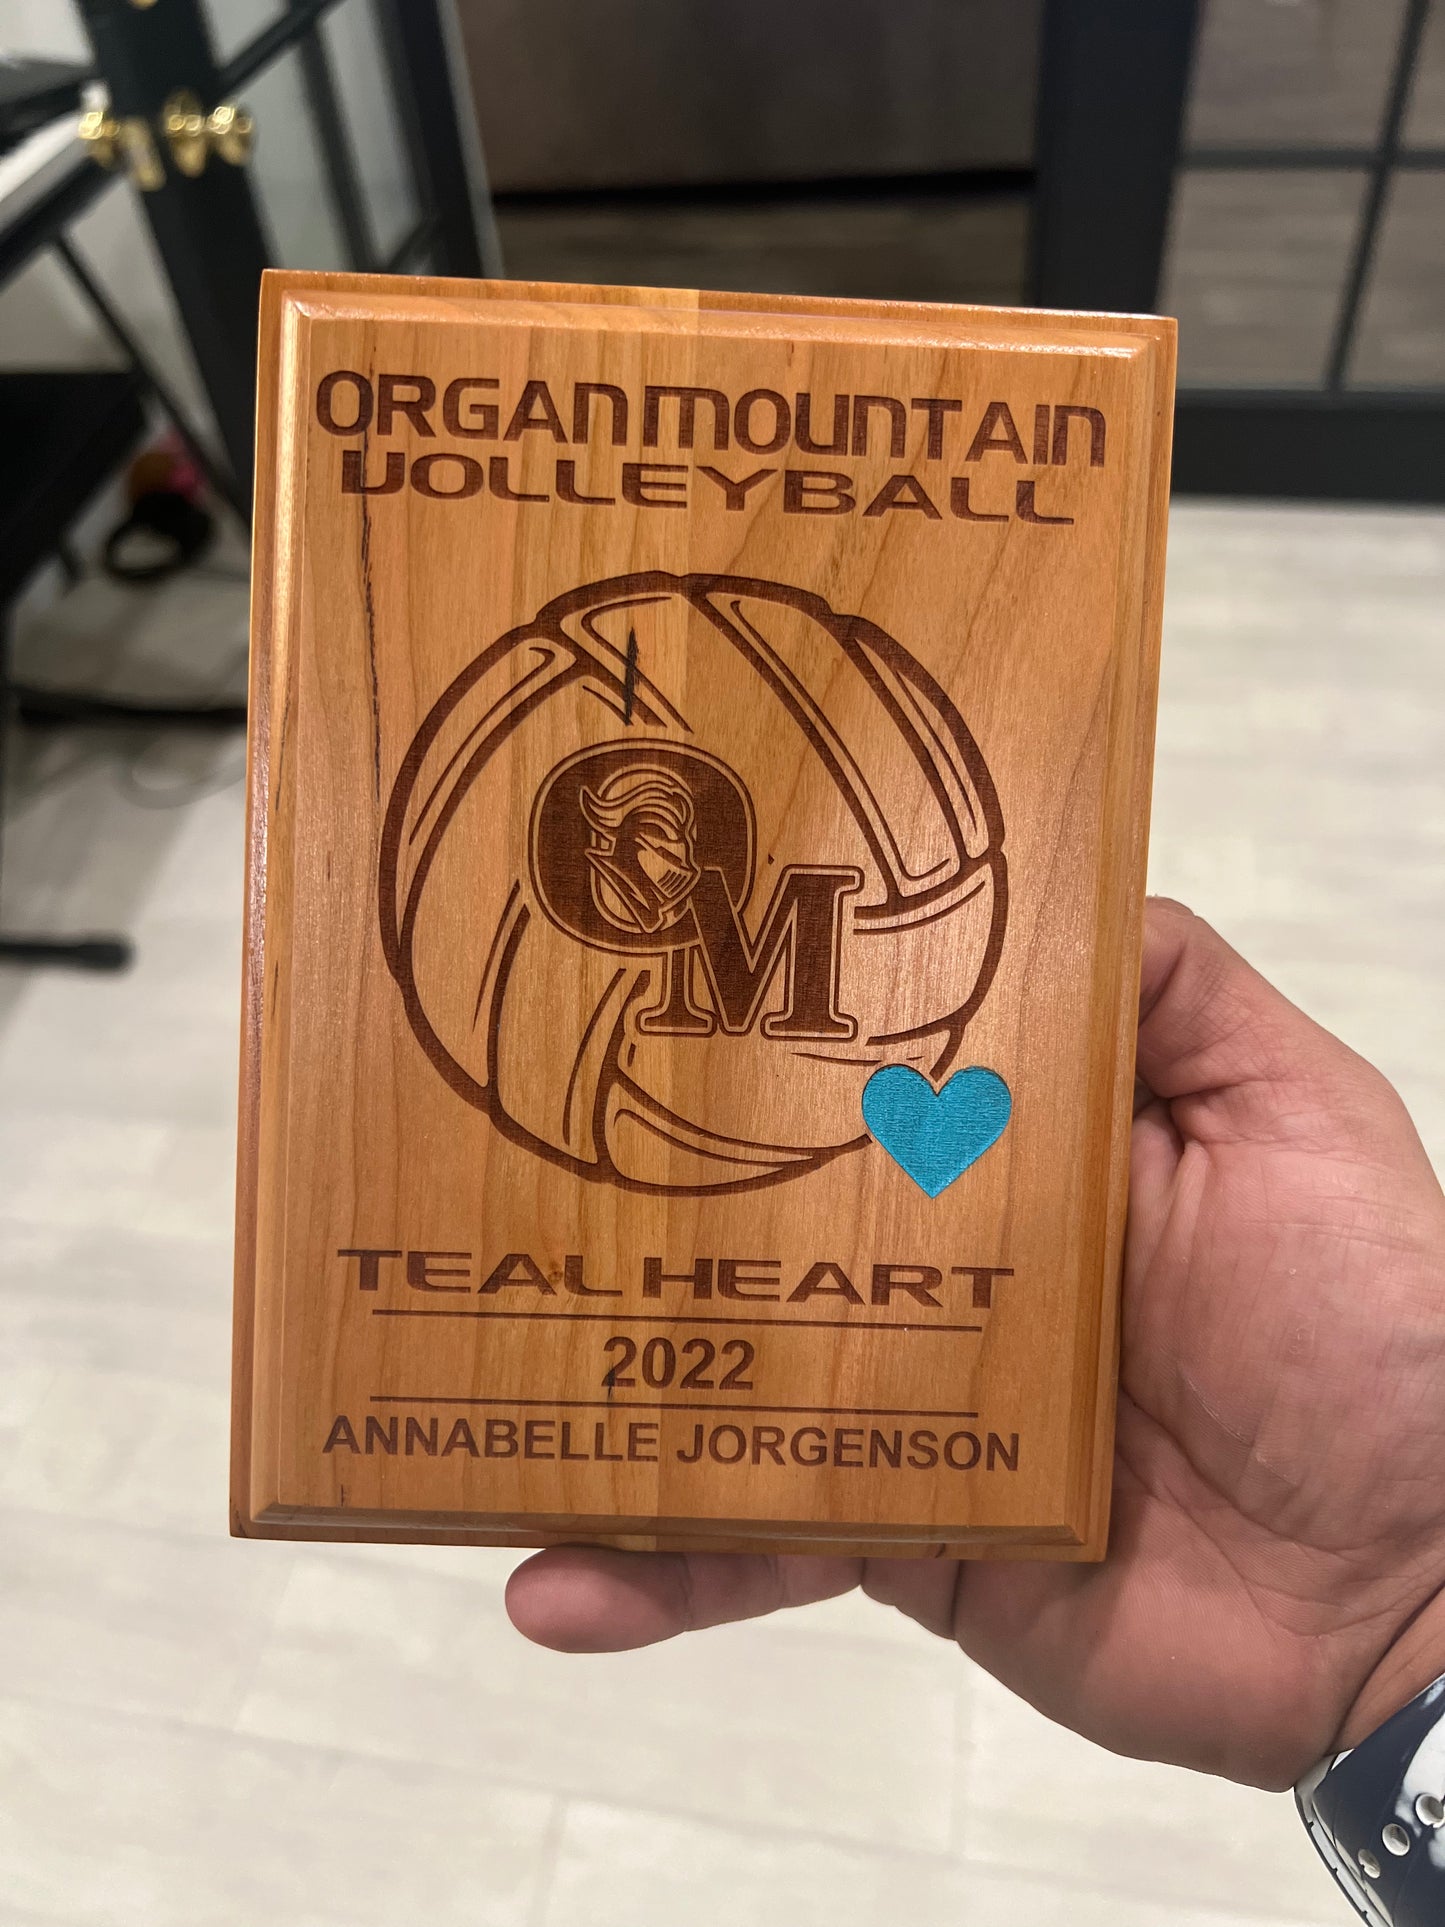 ORGAN MOUNTAIN
VOLLEYBALL
OM
TEAL HEART
2022
ANNABELLE JORGENSON